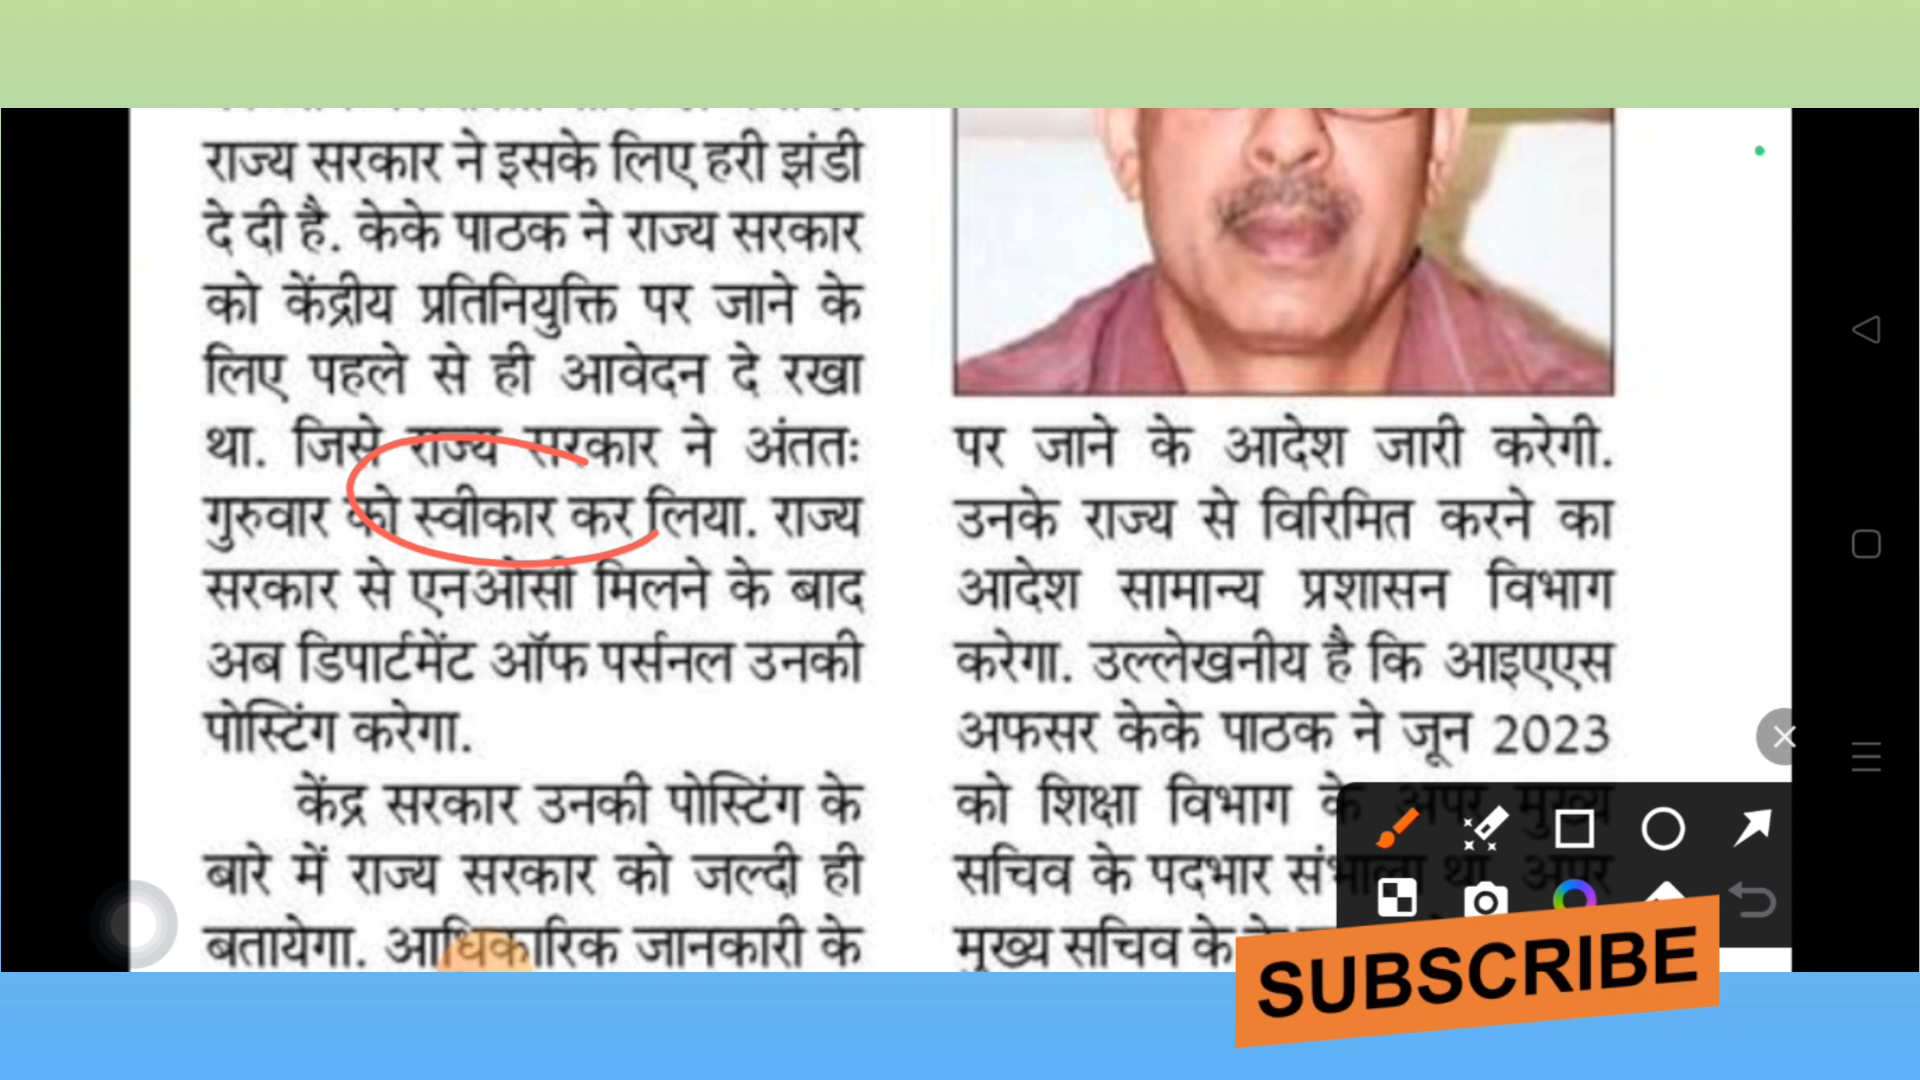 राज्य सरकार ने इसके लिए हरी झंडी
दे दी है. केके पाठक ने राज्य सरकार
को केंद्रीय प्रतिनियुक्ति पर जाने के
लिए पहले से ही आवेदन दे रखा
था. जिसे राज्य सरकार ने अंततः
गुरुवार को स्वीकार कर लिया. राज्य
सरकार से एनओसी मिलने के बाद
अब डिपार्टमेंट ऑफ पर्सनल उनकी
पोस्टिंग करेगा.
केंद्र सरकार उनकी पोस्टिंग के
बारे में राज्य सरकार को जल्दी ही
बतायेगा. आधिकारिक जानकारी के
पर जाने के आदेश जारी करेगी.
उनके राज्य से विरिमित करने का
आदेश सामान्य प्रशासन विभाग
करेगा. उल्लेखनीय है कि आइएएस
अफसर केके पाठक ने जून 2023
को शिक्षा विभाग के अपर मुख्य
सचिव के पदभार संभाला था. अपर
मुख्य सचिव के
SUBSCRIBE